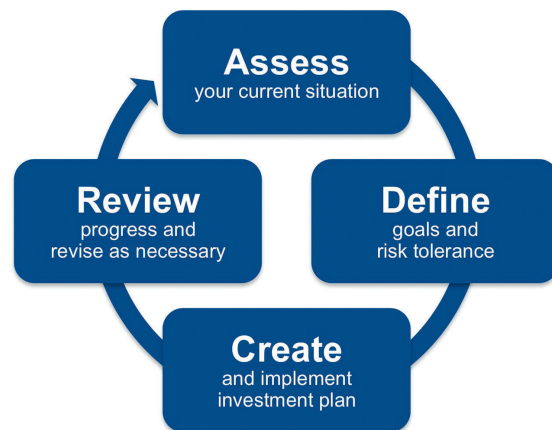 Assess
your current situation
Define
goals and
risk tolerance
Create
and implement
investment plan
Review
progress and
revise as necessary